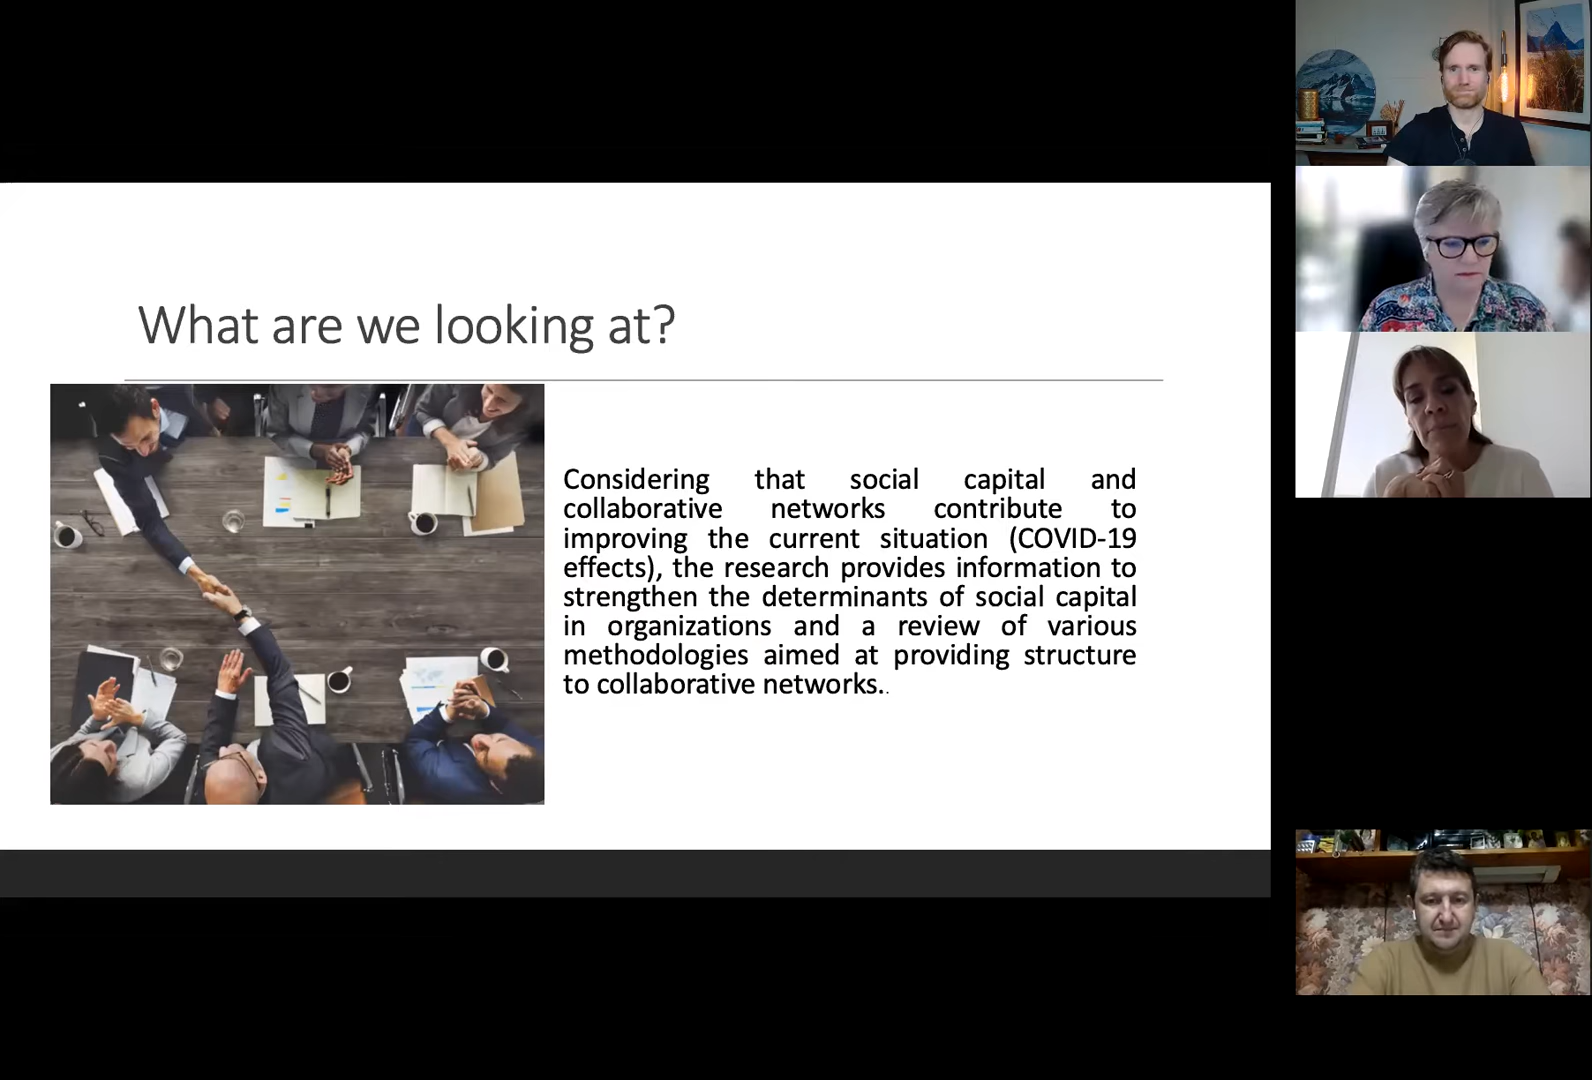 What are we looking at?
Considering that social capital and
collaborative networks contribute to
improving the current situation (COVID-19
effects), the research provides information to
strengthen the determinants of social capital
in organizations and a review of various
methodologies aimed at providing structure
to collaborative networks..